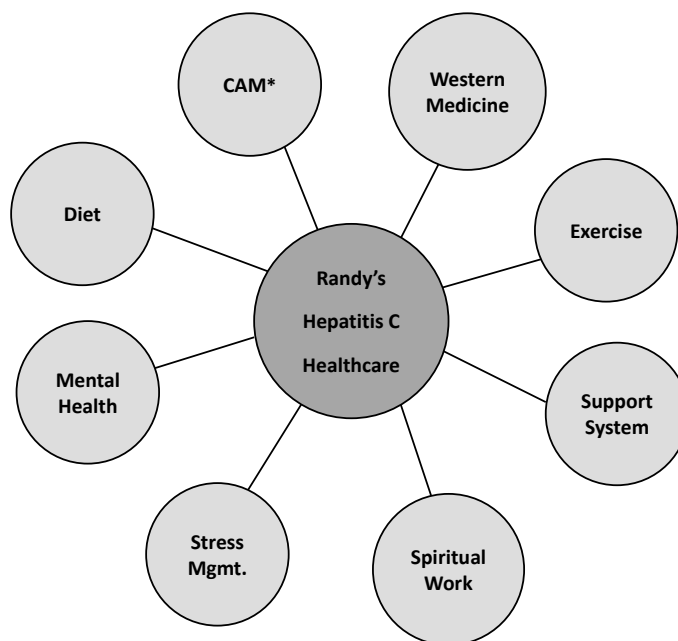 CAM*
Western
Medicine
Diet
Exercise
Randy’s
Hepatitis C
Healthcare
Mental
Health
Support
System
Stress
Mgmt.
Spiritual
Work